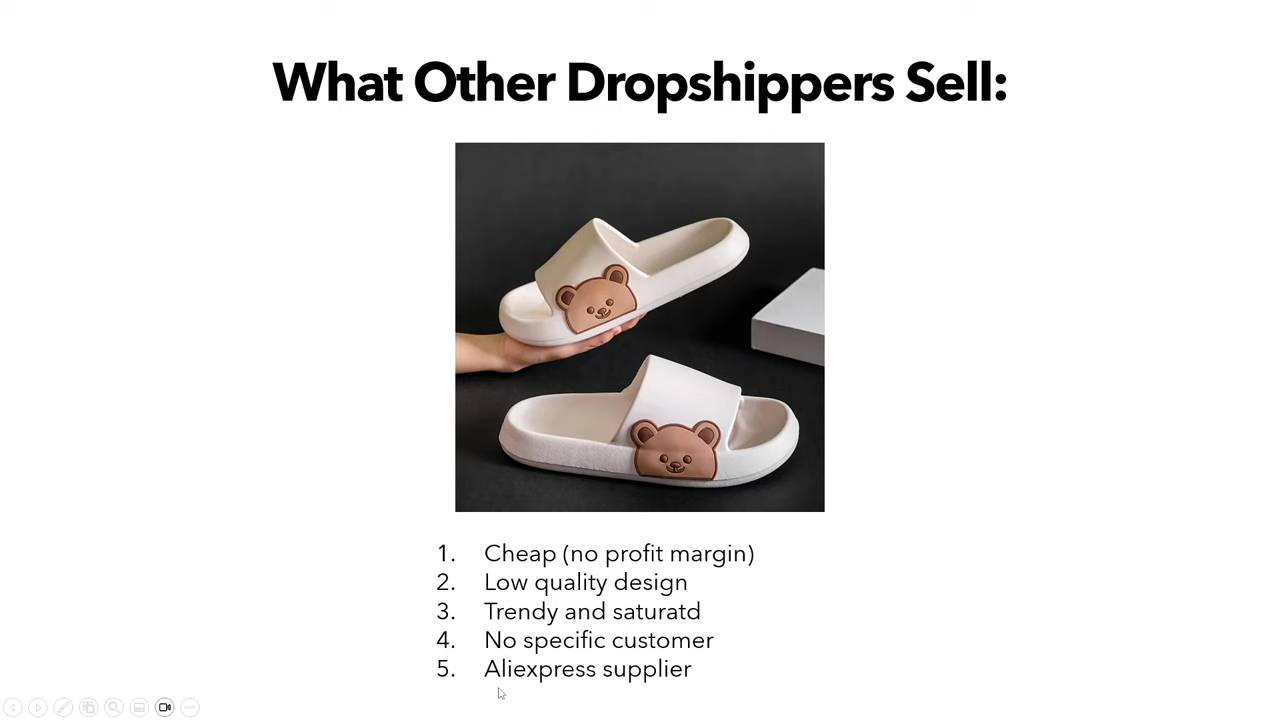 What Other Dropshippers Sell:
1. Cheap (no profit margin)
2. Low quality design
3. Trendy and saturatd
4. No specific customer
5. Aliexpress supplier